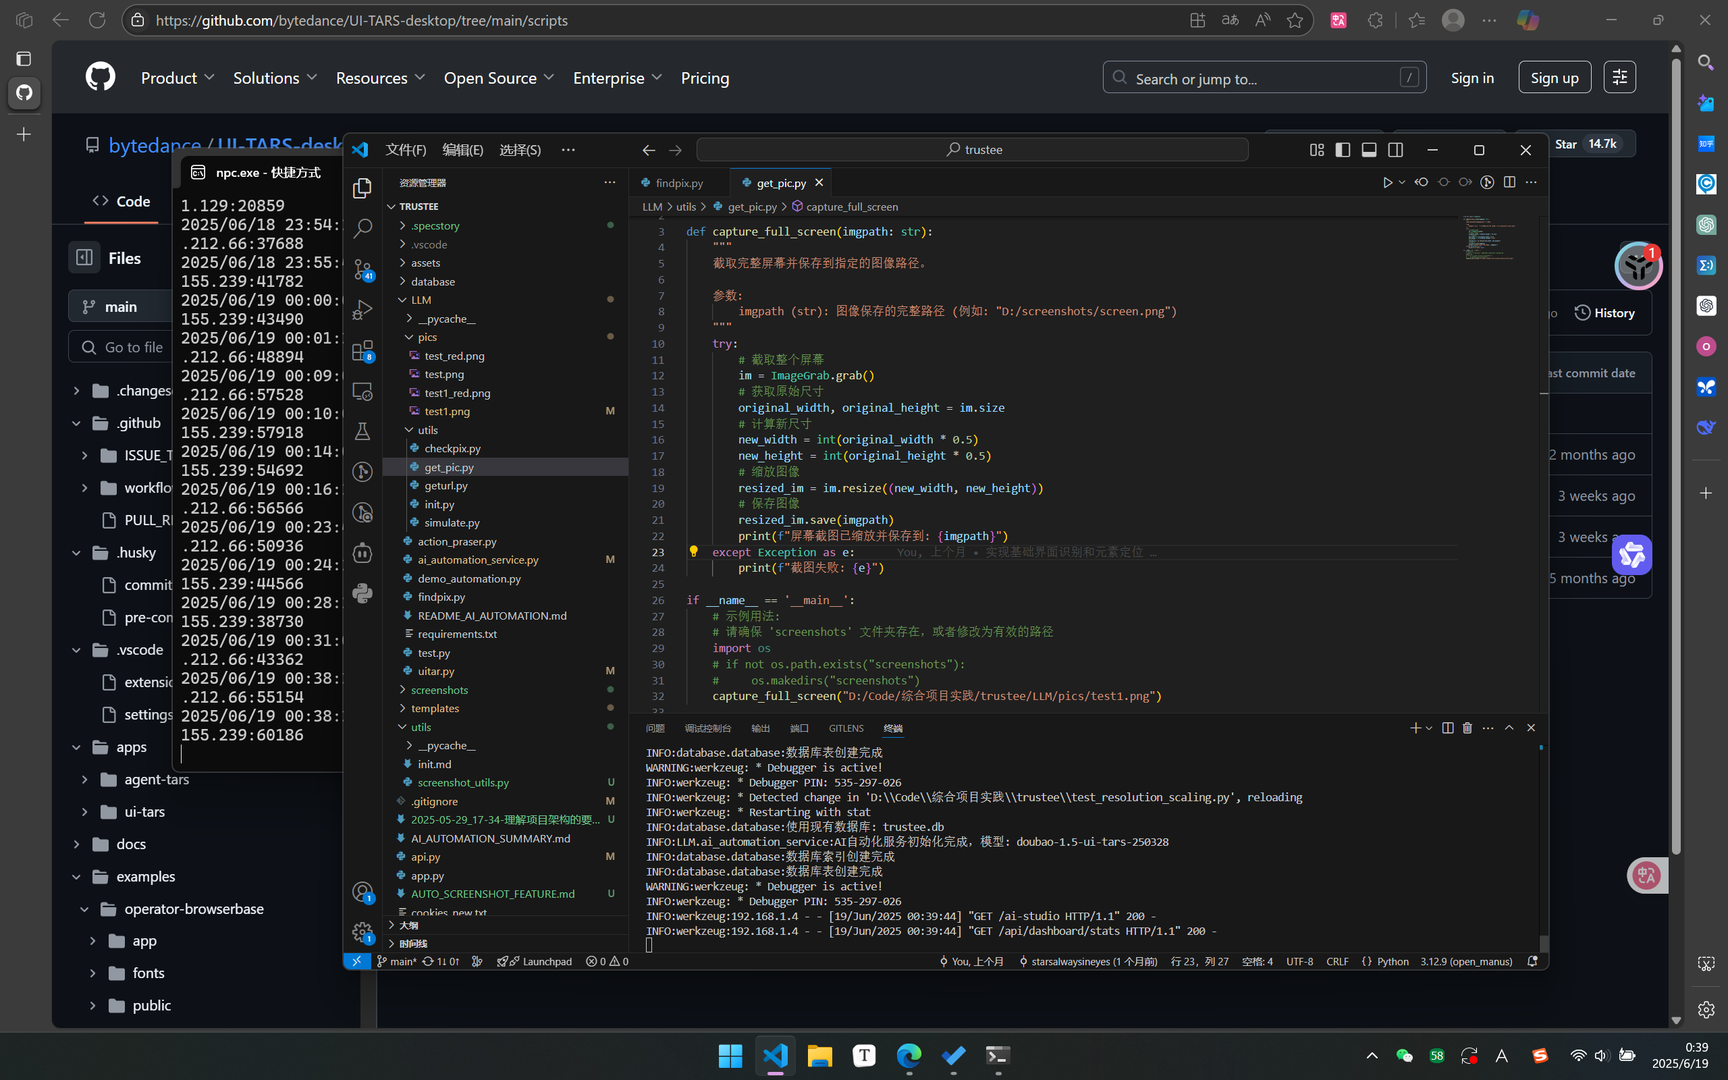 https://github.com/bytedance/UI-TARS-desktop/tree/main/scripts
Product
Solutions
Resources
Open Source
Enterprise
Pricing
Search or jump to...
/
Sign in
Sign up
bytedance / UI-TARS-desk
Star 14.7k
Code
Files
main
Go to file
.changes
.github
ISSUE_T
workflo
PULL_R
.husky
commit
pre-con
.vscode
extensi
settings
apps
agent-tars
ui-tars
docs
examples
operator-browserbase
app
fonts
public
History
ast commit date
2 months ago
3 weeks ago
3 weeks ago
5 months ago
1
npc.exe - 快捷方式
1.129:20859
2025/06/18 23:54:
.212.66:37688
2025/06/18 23:55:
155.239:41782
2025/06/19 00:00:
155.239:43490
2025/06/19 00:01:
.212.66:48894
2025/06/19 00:09:
.212.66:57528
2025/06/19 00:10:
155.239:57918
2025/06/19 00:14:
155.239:54692
2025/06/19 00:16:
.212.66:56566
2025/06/19 00:23:
.212.66:50936
2025/06/19 00:24:
155.239:44566
2025/06/19 00:28:
155.239:38730
2025/06/19 00:31:
.212.66:43362
2025/06/19 00:38:
.212.66:55154
2025/06/19 00:38:
155.239:60186
文件(F)
编辑(E)
选择(S)
trustee
资源管理器
TRUSTEE
.specstory
.vscode
assets
database
LLM
__pycache__
pics
test_red.png
test.png
test1_red.png
test1.png M
utils
checkpix.py
get_pic.py
geturl.py
init.py
simulate.py
action_praser.py
ai_automation_service.py M
demo_automation.py
findpix.py
README_AI_AUTOMATION.md
requirements.txt
test.py
uitar.py M
screenshots
templates
utils
__pycache__
init.md
screenshot_utils.py U
.gitignore M
2025-05-29_17-34-理解项目架构的要... U
AI_AUTOMATION_SUMMARY.md
api.py M
app.py
AUTO_SCREENSHOT_FEATURE.md U
cookies_new.txt
大纲
时间线
41
8
1
1
findpix.py
get_pic.py
LLM > utils > get_pic.py > capture_full_screen
2
3 def capture_full_screen(imgpath: str):
4 """
5 截取完整屏幕并保存到指定的图像路径。
6
7 参数:
8 imgpath (str): 图像保存的完整路径 (例如: "D:/screenshots/screen.png")
9 """
10 try:
11 # 截取整个屏幕
12 im = ImageGrab.grab()
13 # 获取原始尺寸
14 original_width, original_height = im.size
15 # 计算新尺寸
16 new_width = int(original_width * 0.5)
17 new_height = int(original_height * 0.5)
18 # 缩放图像
19 resized_im = im.resize((new_width, new_height))
20 # 保存图像
21 resized_im.save(imgpath)
22 print(f"屏幕截图已缩放并保存到: {imgpath}")
23 except Exception as e: You, 上个月 • 实现基础界面识别和元素定位 …
24 print(f"截图失败: {e}")
25
26 if __name__ == '__main__':
27 # 示例用法:
28 # 请确保 'screenshots' 文件夹存在，或者修改为有效的路径
29 import os
30 # if not os.path.exists("screenshots"):
31 # os.makedirs("screenshots")
32 capture_full_screen("D:/Code/综合项目实践/trustee/LLM/pics/test1.png")
33
问题
调试控制台
输出
端口
GITLENS
终端
INFO:database.database:数据库表创建完成
WARNING:werkzeug: * Debugger is active!
INFO:werkzeug: * Debugger PIN: 535-297-026
INFO:werkzeug: * Detected change in 'D:\\Code\\综合项目实践\\trustee\\test_resolution_scaling.py', reloading
INFO:werkzeug: * Restarting with stat
INFO:database.database:使用现有数据库: trustee.db
INFO:LLM.ai_automation_service:AI自动化服务初始化完成，模型: doubao-1.5-ui-tars-250328
INFO:database.database:数据库索引创建完成
INFO:database.database:数据库表创建完成
WARNING:werkzeug: * Debugger is active!
INFO:werkzeug: * Debugger PIN: 535-297-026
INFO:werkzeug:192.168.1.4 - - [19/Jun/2025 00:39:44] "GET /ai-studio HTTP/1.1" 200 -
INFO:werkzeug:192.168.1.4 - - [19/Jun/2025 00:39:44] "GET /api/dashboard/stats HTTP/1.1" 200 -
main*
1↓ 0↑
Launchpad
0
0
You, 上个月
starsalwaysineyes (1 个月前)
行 23，列 27
空格: 4
UTF-8
CRLF
Python
3.12.9 (open_manus)
58
0:39
2025/6/19